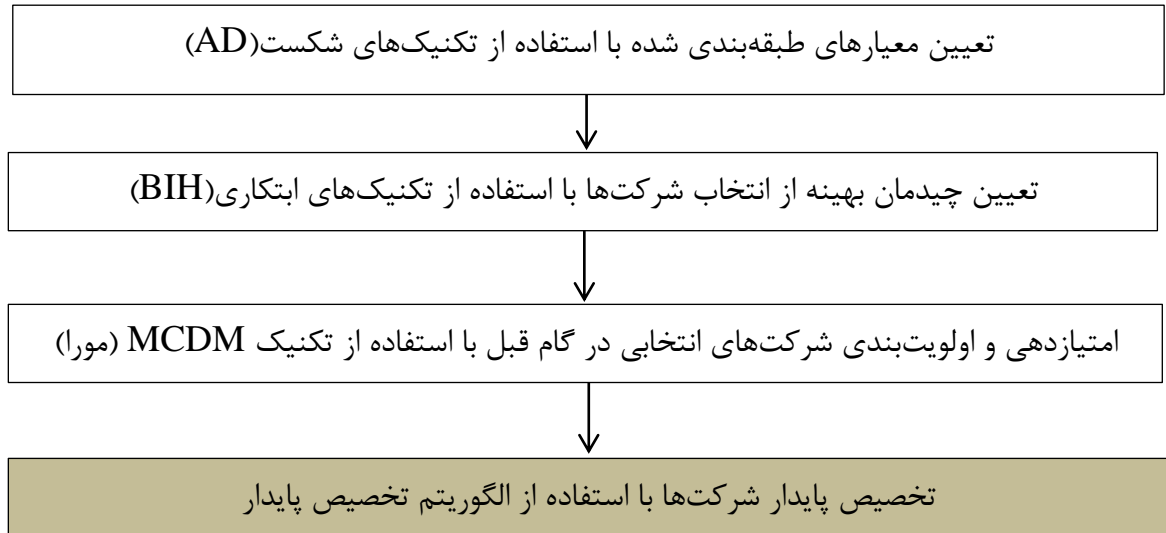 تعیین معیارهای طبقه‌بندی شده با استفاده از تکنیک‌های شکست(AD)
تعیین چیدمان بهینه از انتخاب شرکت‌ها با استفاده از تکنیک‌های ابتکاری(BIH)
امتیازدهی و اولویت‌بندی شرکت‌های انتخابی در گام قبل با استفاده از تکنیک MCDM (مورا)
تخصیص پایدار شرکت‌ها با استفاده از الگوریتم تخصیص پایدار